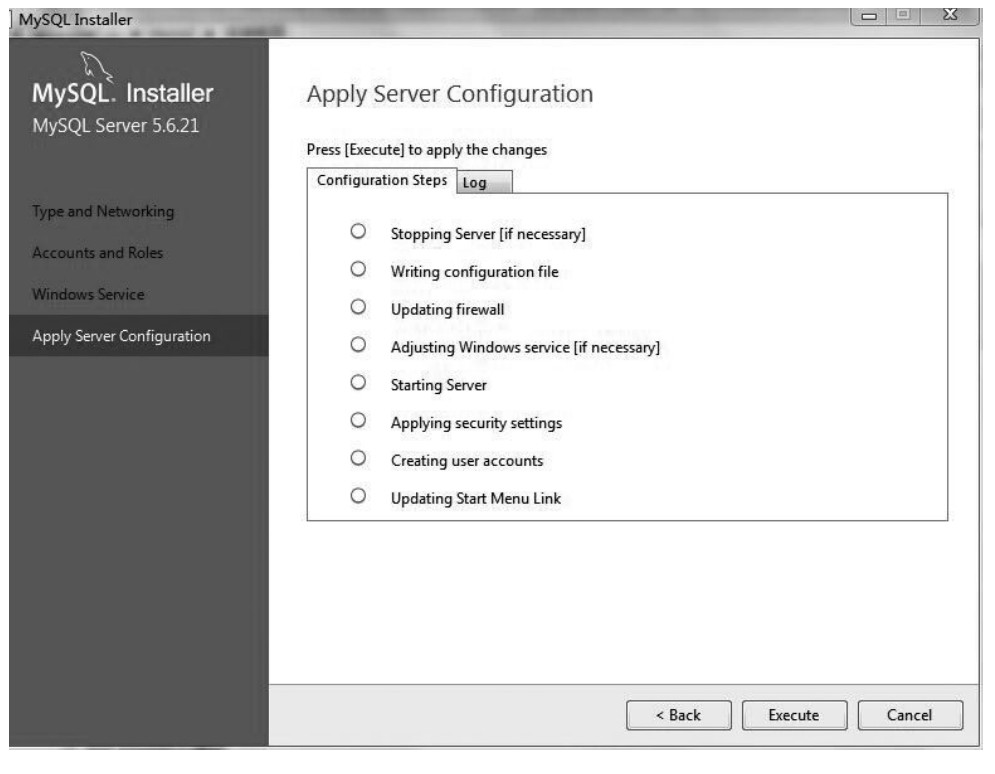 MySQL Installer
MySQL. Installer
MySQL Server 5.6.21
Type and Networking
Accounts and Roles
Windows Service
Apply Server Configuration
Apply Server Configuration
Press [Execute] to apply the changes
Configuration Steps Log
Stopping Server [if necessary]
Writing configuration file
Updating firewall
Adjusting Windows service [if necessary]
Starting Server
Applying security settings
Creating user accounts
Updating Start Menu Link
< Back Execute Cancel